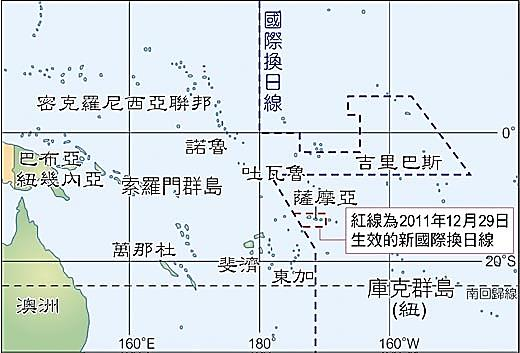 國際換日線
密克羅尼西亞聯邦
諾魯
0°
巴布亞
紐幾內亞
吐瓦魯
吉里巴斯
索羅門群島
薩摩亞
紅線為2011年12月29日
生效的新國際換日線
萬那杜
斐濟
東加
20°S
庫克群島
(紐)
南回歸線
澳洲
160°E
180°
160°W